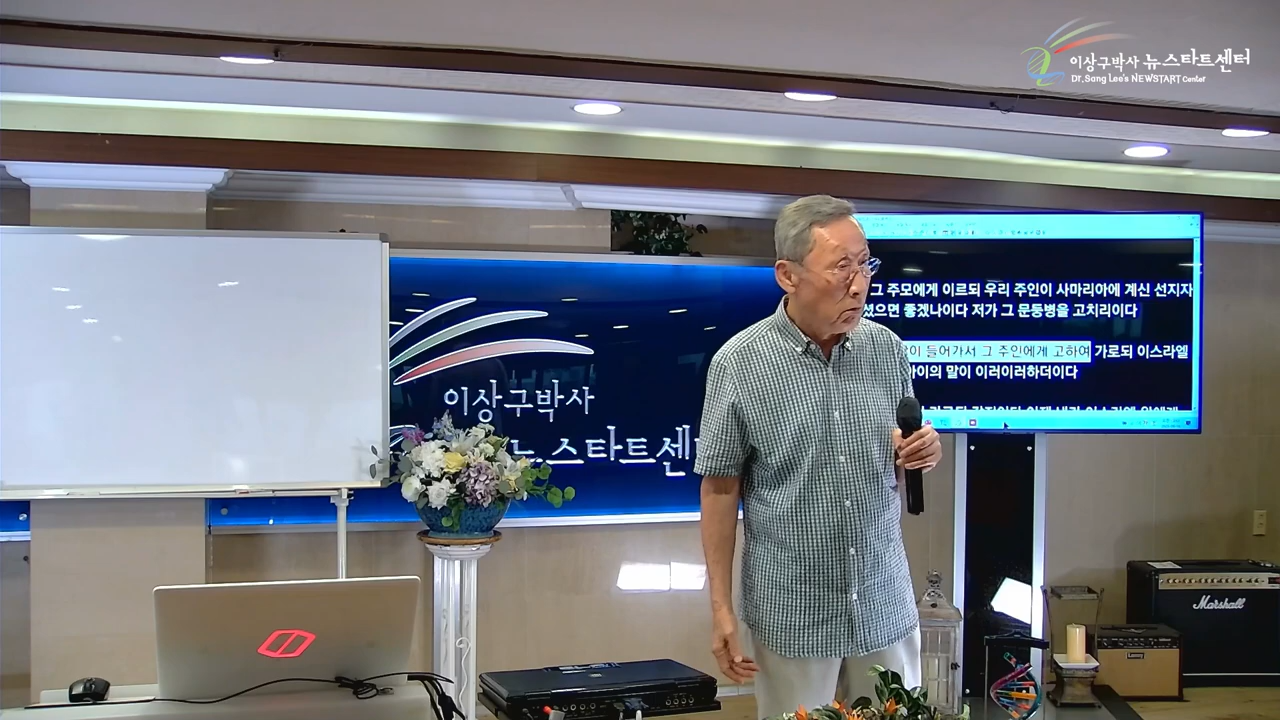 이상구박사 뉴스타트센터
Dr.Sang Lee's NEWSTART Center
그 주모에게 이르되 우리 주인이 사마리아에 계신 선지자
셨으면 좋겠나이다 저가 그 문둥병을 고치리이다
들어가서 그 주인에게 고하여 가로되 이스라엘
아이의 말이 이러이러하더이다
이상구박사
뉴스타트센
Marshall
Laney